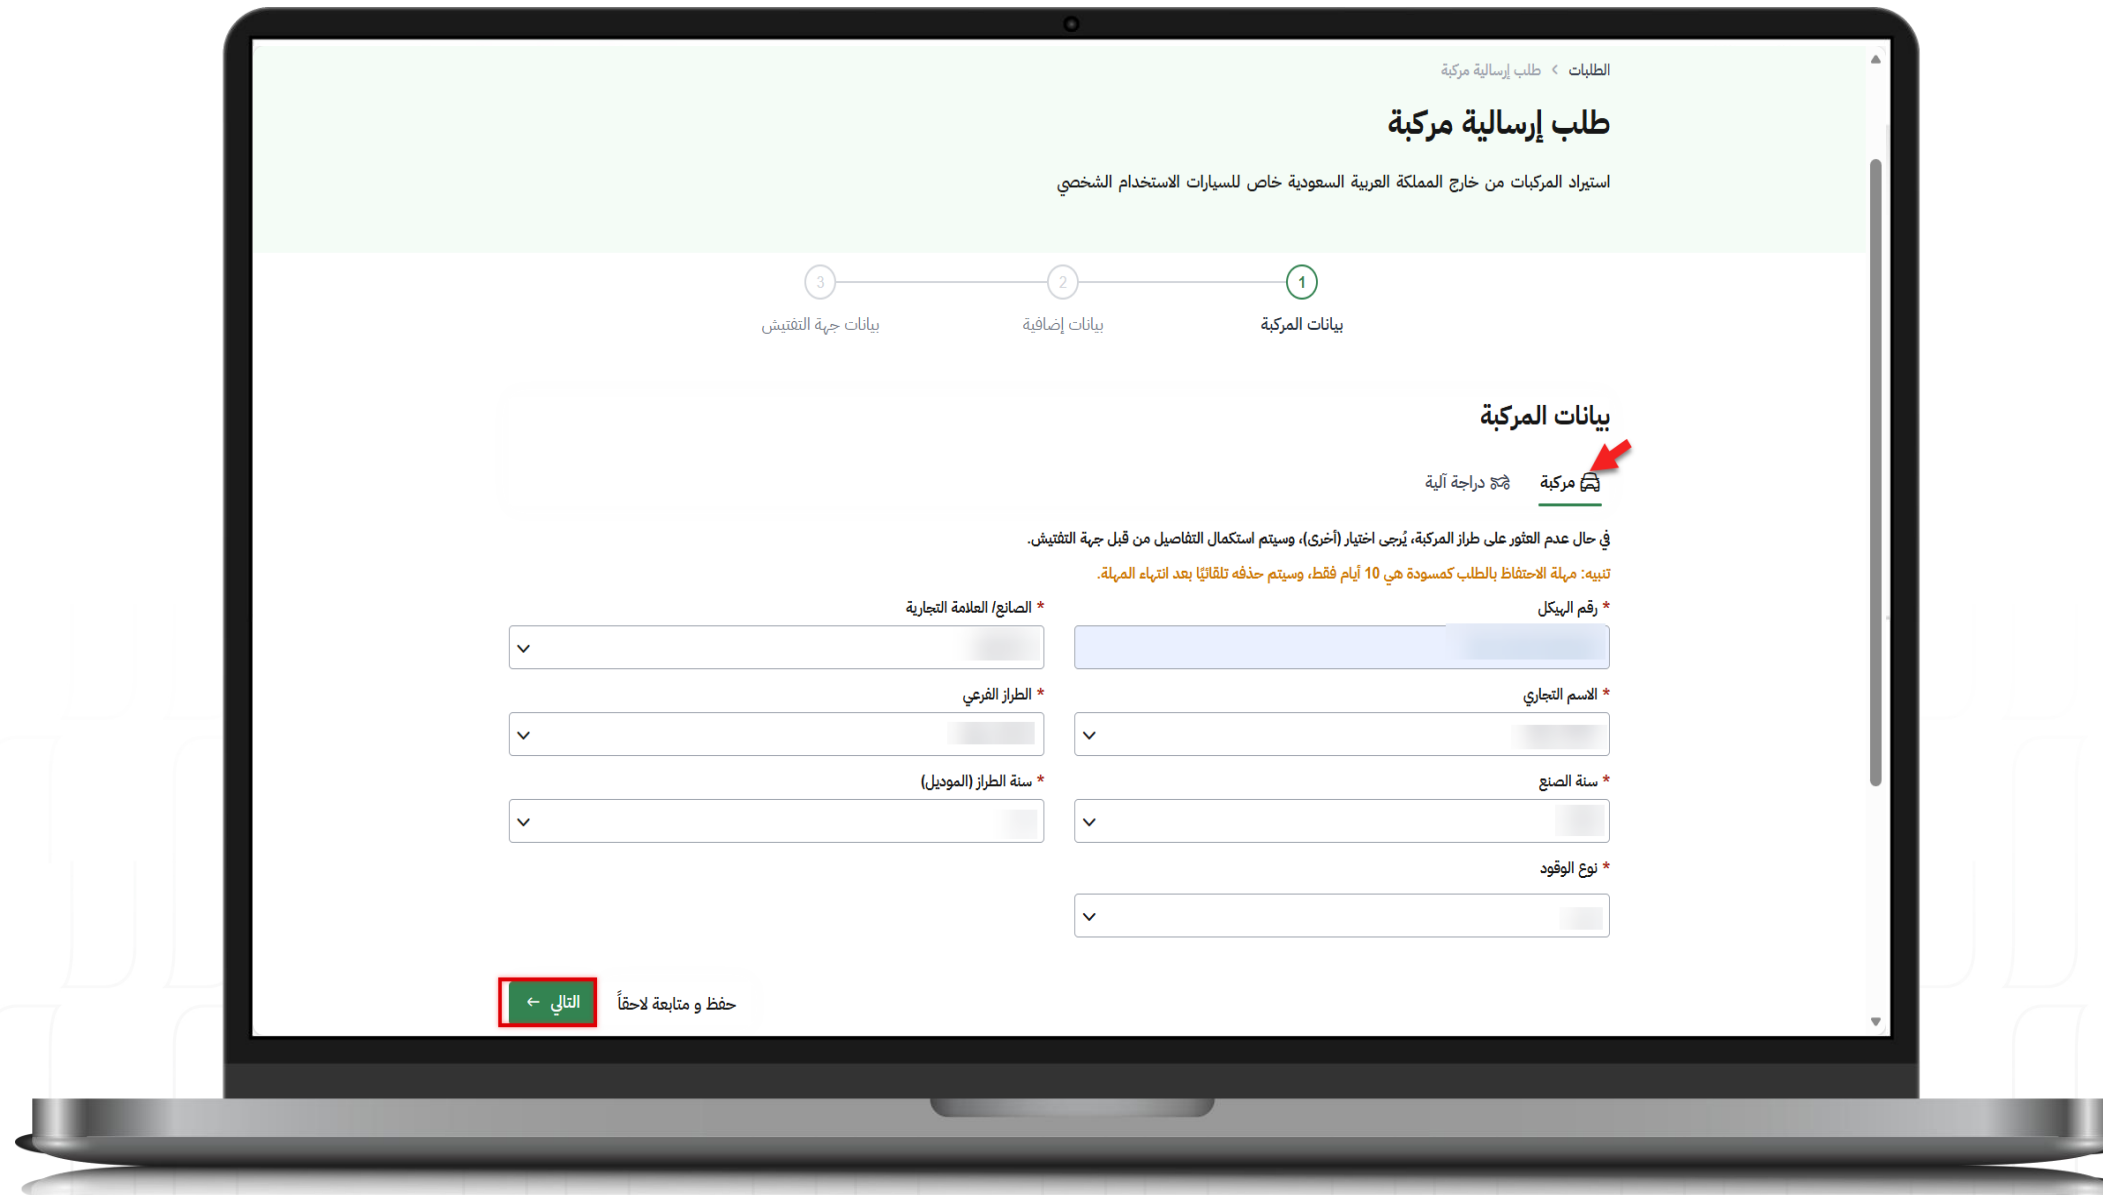 الطلبات > طلب إرسالية مركبة
طلب إرسالية مركبة
استيراد المركبات من خارج المملكة العربية السعودية خاص للسيارات الاستخدام الشخصي
1
2
3
بيانات المركبة
بيانات إضافية
بيانات جهة التفتيش
بيانات المركبة
مركبة
دراجة آلية
في حال عدم العثور على طراز المركبة، يُرجى اختيار (أخرى)، وسيتم استكمال التفاصيل من قبل جهة التفتيش.
تنبيه: مهلة الاحتفاظ بالطلب كمسودة هي 10 أيام فقط، وسيتم حذفه تلقائيًا بعد انتهاء المهلة.
* رقم الهيكل
* الصانع/ العلامة التجارية
* الاسم التجاري
* الطراز الفرعي
* سنة الصنع
* سنة الطراز (الموديل)
* نوع الوقود
حفظ و متابعة لاحقاً
التالي ←